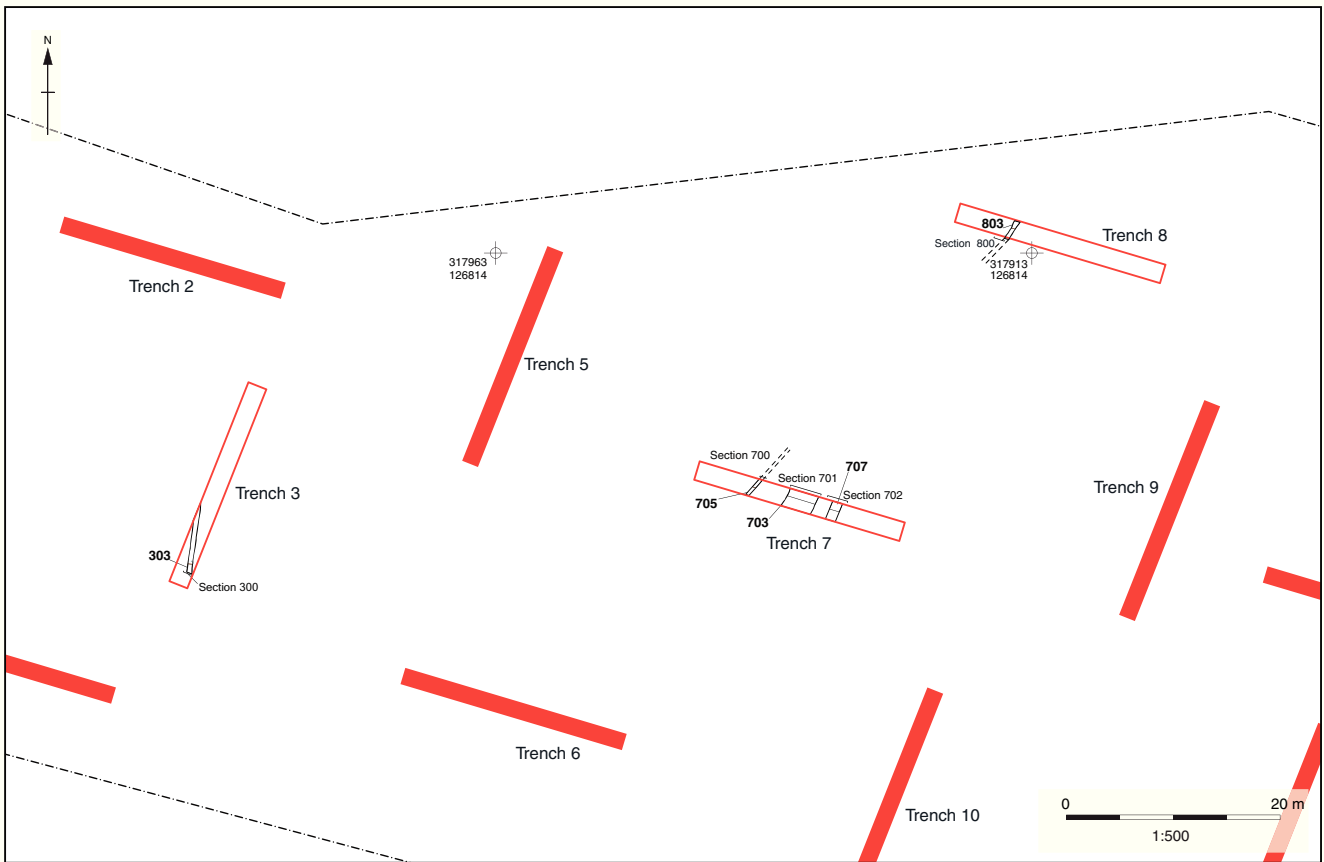 N
803
Trench 8
Section 800
317963
126814
317913
126814
Trench 2
Trench 5
Section 700
707
Section 701
Trench 9
Trench 3
Section 702
705
703
Trench 7
303
Section 300
Trench 6
0
20 m
Trench 10
1:500